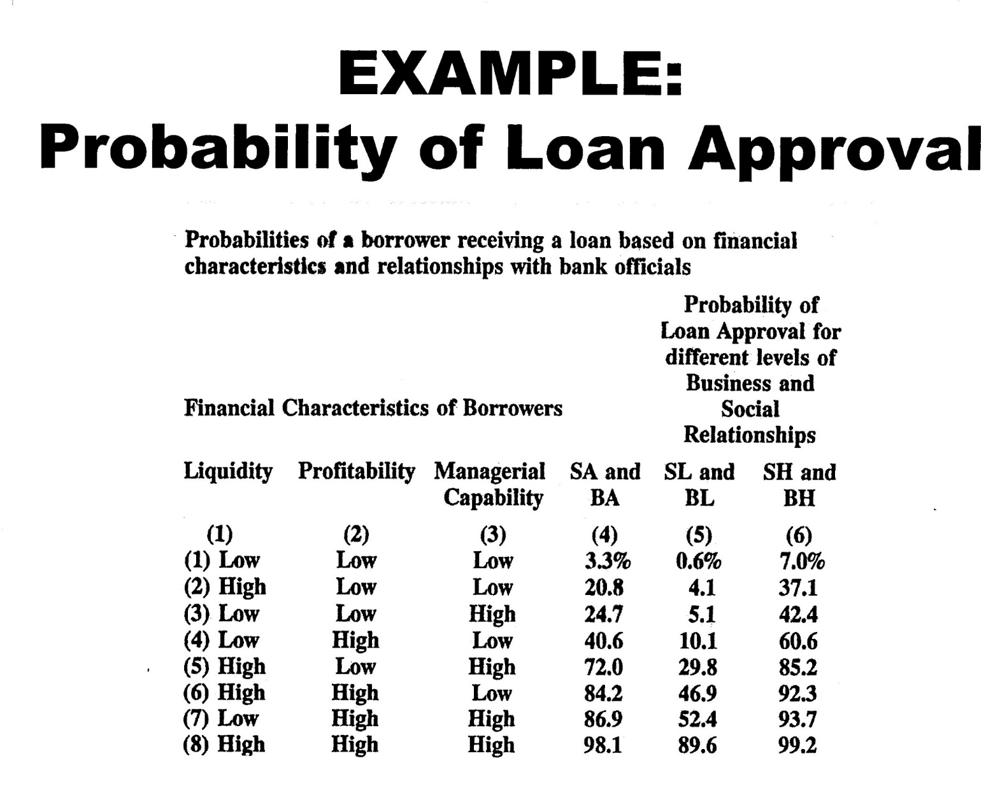 EXAMPLE:
Probability of Loan Approval
Probabilities of a borrower receiving a loan based on financial
characteristics and relationships with bank officials
Probability of
Loan Approval for
different levels of
Business and
Financial Characteristics of Borrowers Social
Relationships
Liquidity Profitability Managerial SA and SL and SH and
Capability BA BL BH
(1) (2) (3) (4) (5) (6)
(1) Low Low Low 3.3% 0.6% 7.0%
(2) High Low Low 20.8 4.1 37.1
(3) Low Low High 24.7 5.1 42.4
(4) Low High Low 40.6 10.1 60.6
(5) High Low High 72.0 29.8 85.2
(6) High High Low 84.2 46.9 92.3
(7) Low High High 86.9 52.4 93.7
(8) High High High 98.1 89.6 99.2